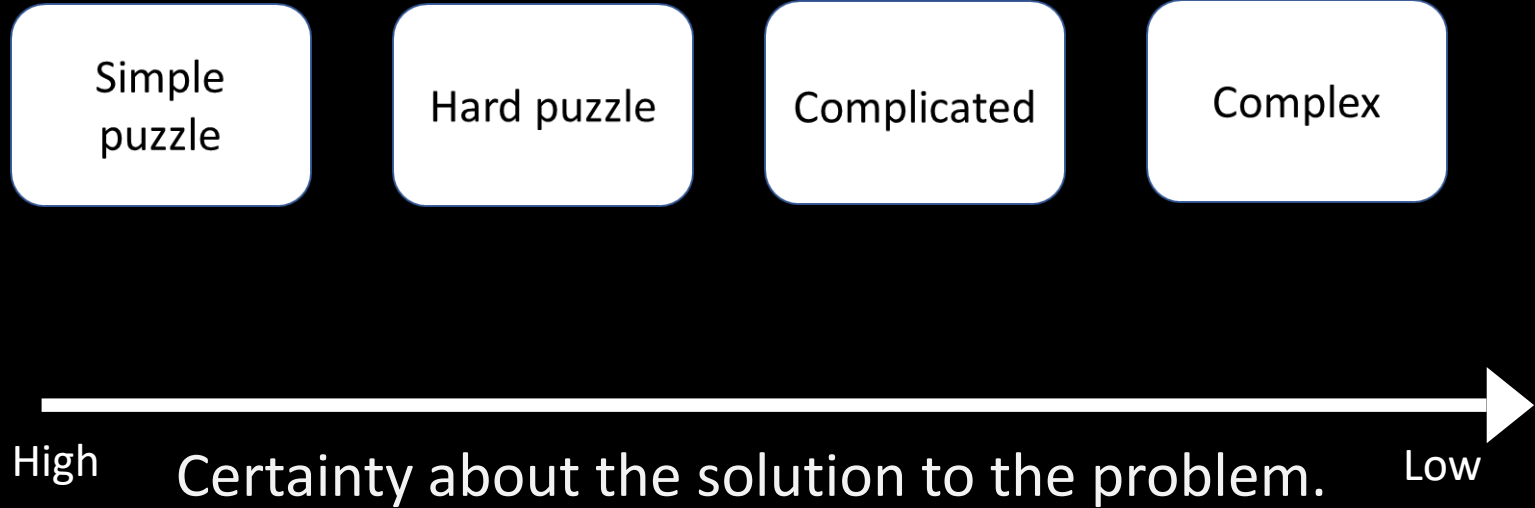 Simple
puzzle
Hard puzzle
Complicated
Complex
High
Certainty about the solution to the problem.
Low